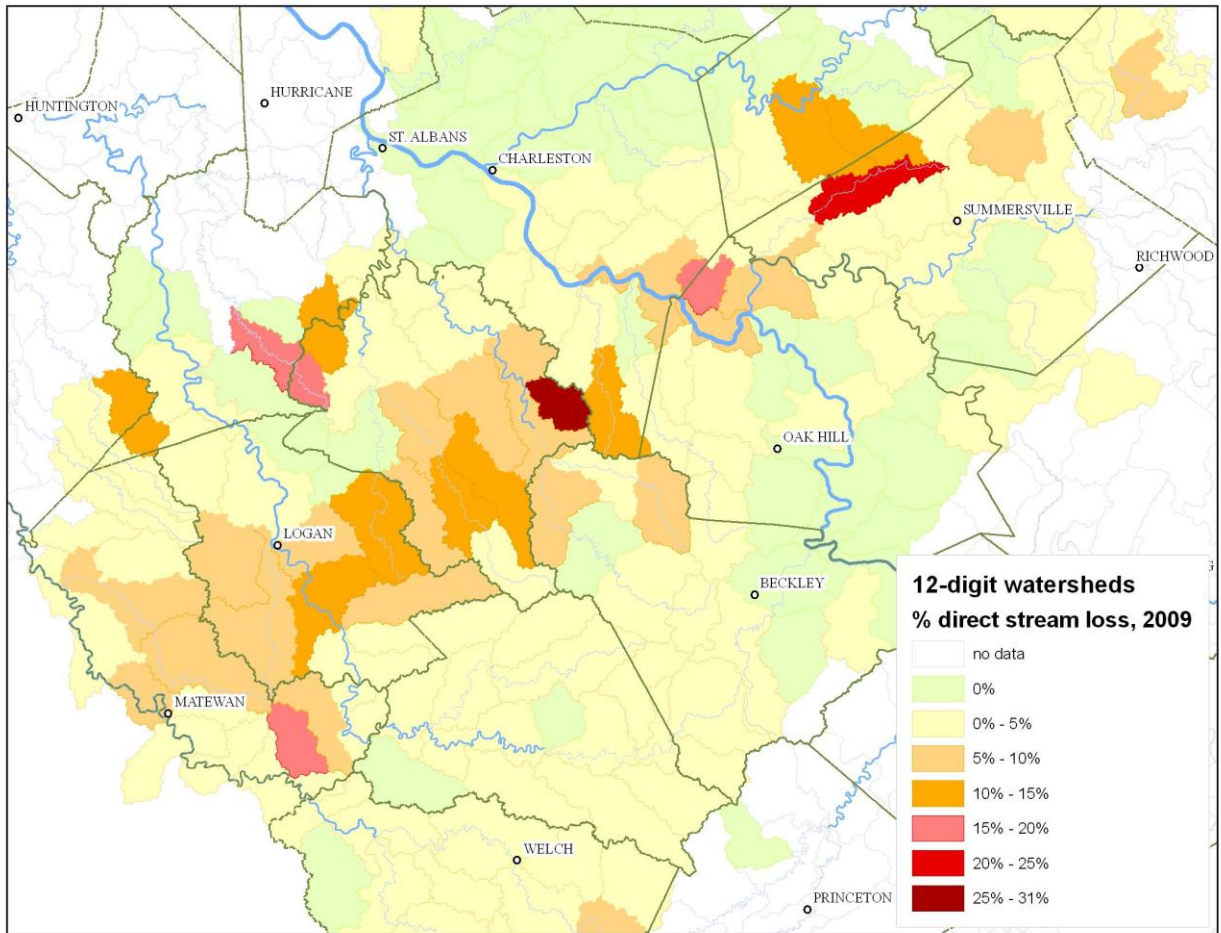 HUNTINGTON
HURRICANE
ST. ALBANS
CHARLESTON
SUMMERSVILLE
RICHWOOD
OAK HILL
LOGAN
BECKLEY
MATEWAN
WELCH
PRINCETON
12-digit watersheds
% direct stream loss, 2009
no data
0%
0% - 5%
5% - 10%
10% - 15%
15% - 20%
20% - 25%
25% - 31%